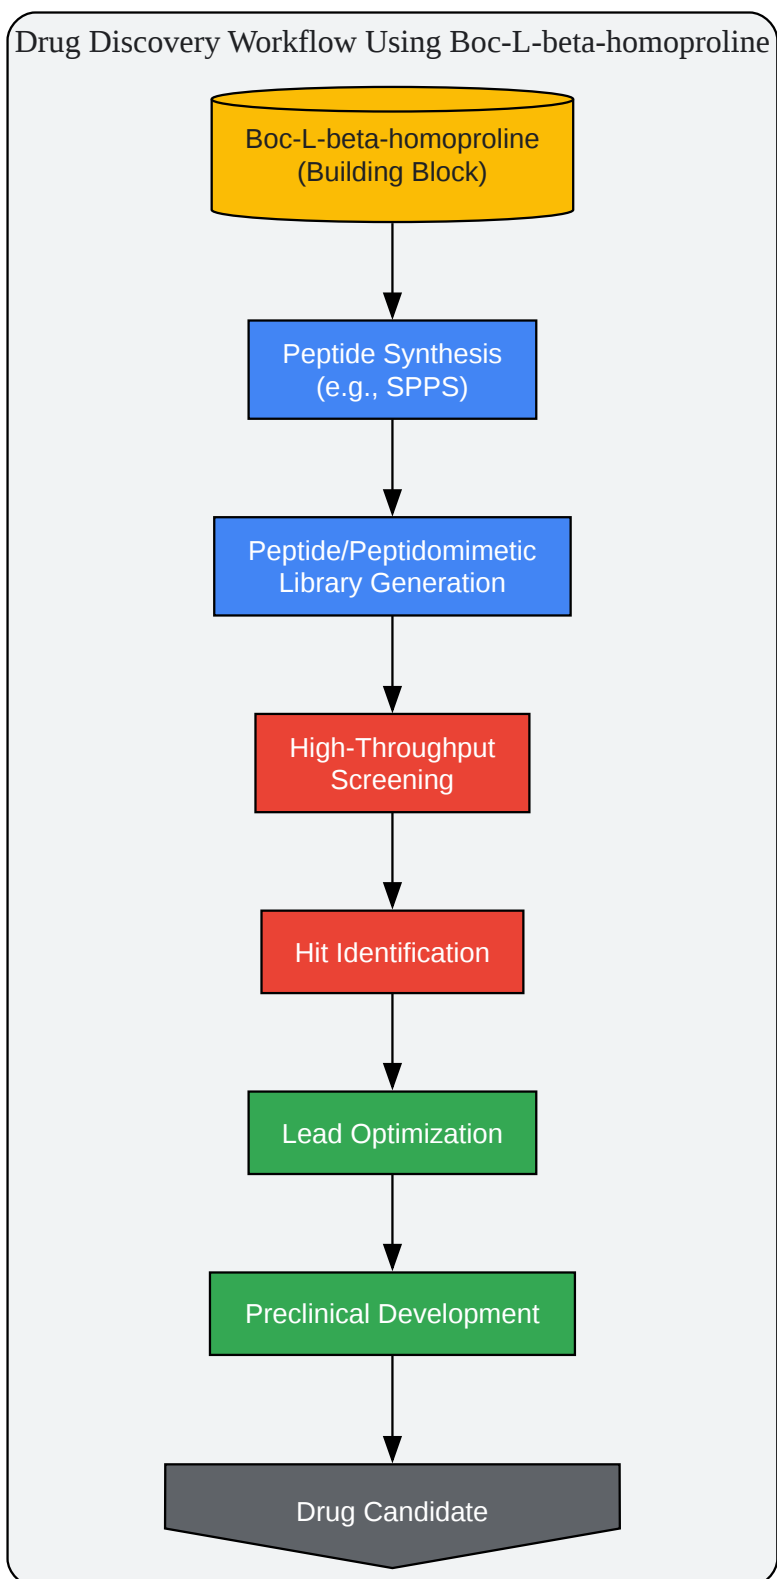 Drug Discovery Workflow Using Boc-L-beta-homoproline
Boc-L-beta-homoproline
(Building Block)
Peptide Synthesis
(e.g., SPPS)
Peptide/Peptidomimetic
Library Generation
High-Throughput
Screening
Hit Identification
Lead Optimization
Preclinical Development
Drug Candidate